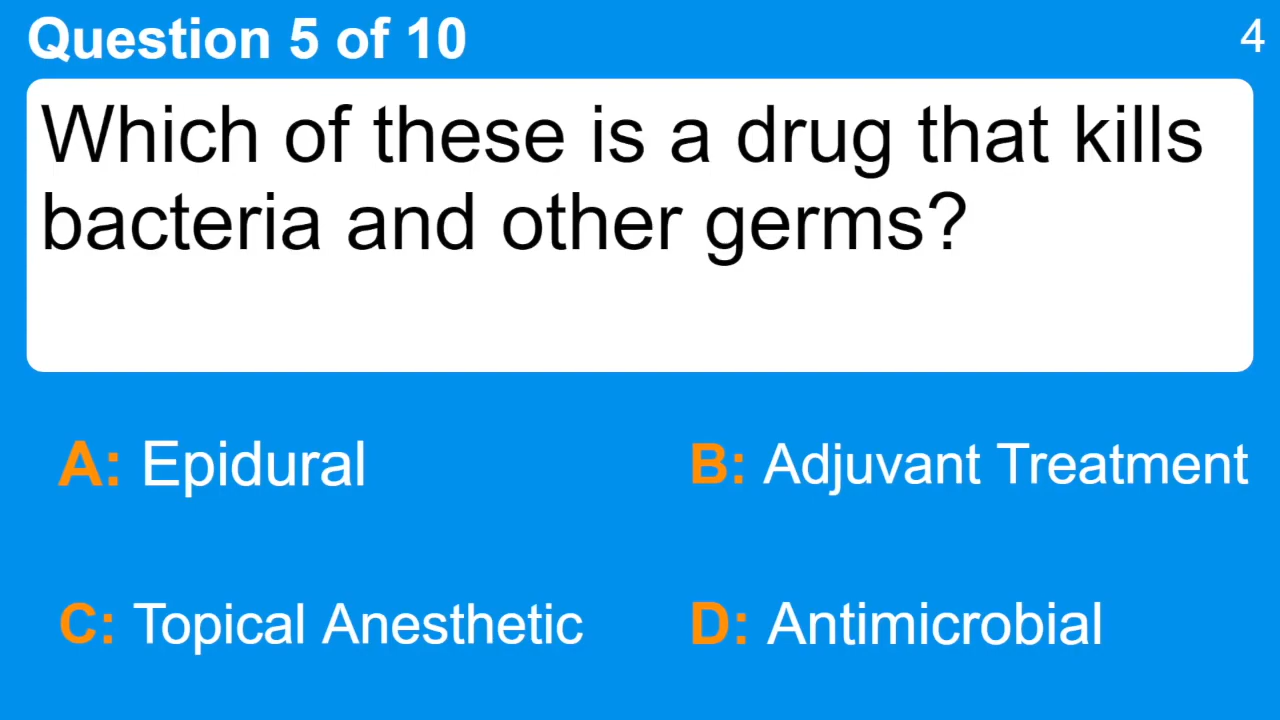 Question 5 of 10
4
Which of these is a drug that kills
bacteria and other germs?
A: Epidural
B: Adjuvant Treatment
C: Topical Anesthetic
D: Antimicrobial